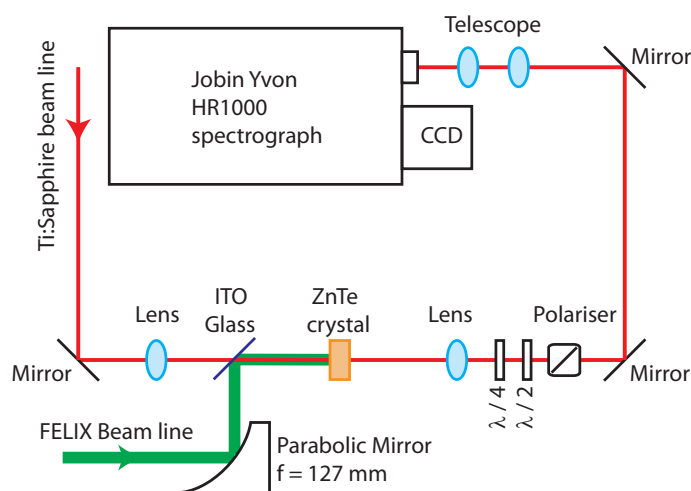 Telescope
Mirror
Jobin Yvon
HR1000
spectrograph
CCD
Ti:Sapphire beam line
Lens
ITO
Glass
ZnTe
crystal
Lens
Polariser
Mirror
Mirror
λ / 4
λ / 2
FELIX Beam line
Parabolic Mirror
f = 127 mm